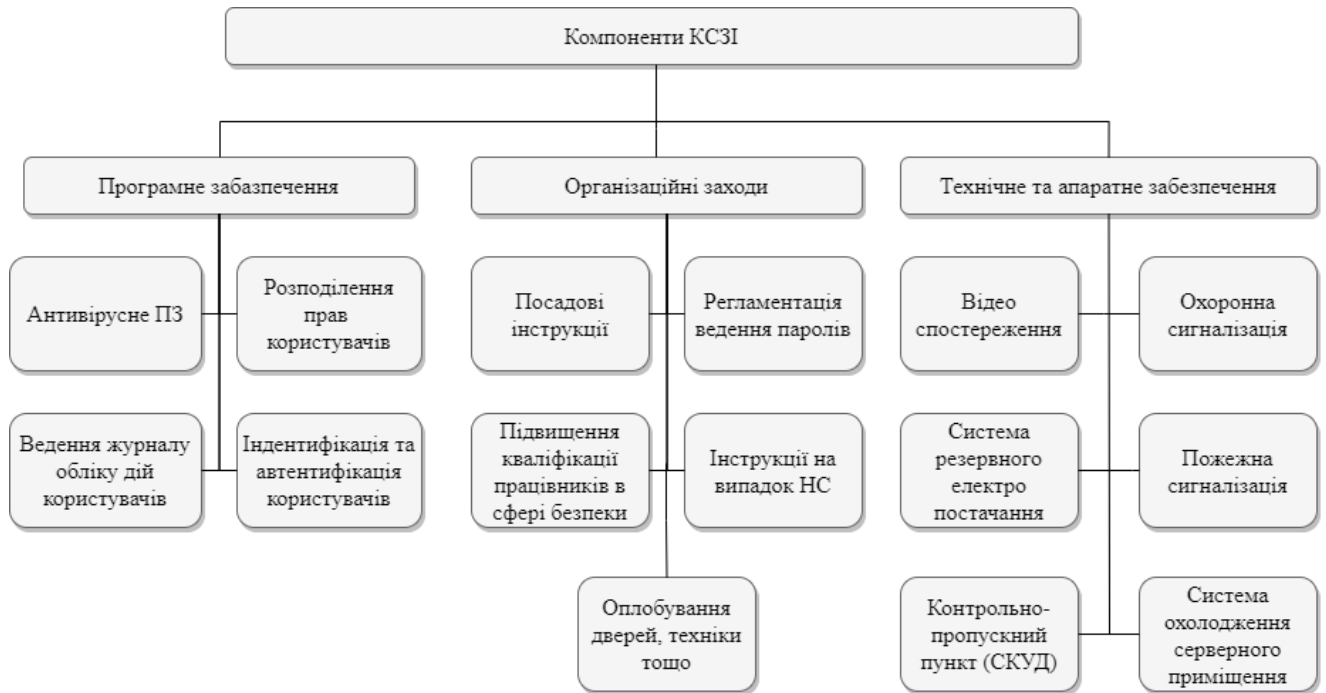 Компоненти КСЗІ
Програмне забазпечення
Організаційні заходи
Технічне та апаратне забезпечення
Антивірусне ПЗ
Розподілення
прав
користувачів
Посадові
інструкції
Регламентація
ведення паролів
Відео
спостереження
Охоронна
сигналізація
Ведення журналу
обліку дій
користувачів
Індентифікація та
автентифікація
користувачів
Підвищення
кваліфікації
працівників в
сфері безпеки
Інструкції на
випадок НС
Система
резервного
електро
постачання
Пожежна
сигналізація
Оплобування
дверей, техніки
тощо
Контрольно-
пропускний
пункт (СКУД)
Система
охолодження
серверного
приміщення